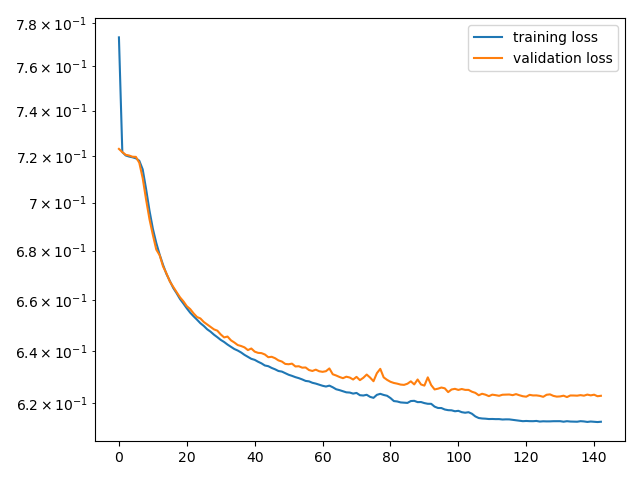 7.8 × 10⁻¹
7.6 × 10⁻¹
7.4 × 10⁻¹
7.2 × 10⁻¹
7 × 10⁻¹
6.8 × 10⁻¹
6.6 × 10⁻¹
6.4 × 10⁻¹
6.2 × 10⁻¹
training loss
validation loss
0 20 40 60 80 100 120 140